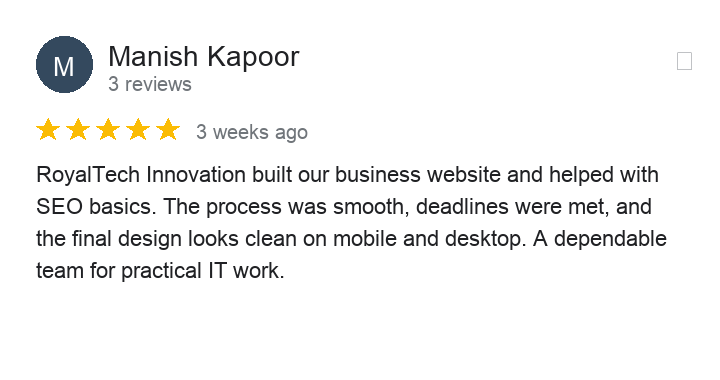 M
Manish Kapoor
3 reviews
3 weeks ago
RoyalTech Innovation built our business website and helped with
SEO basics. The process was smooth, deadlines were met, and
the final design looks clean on mobile and desktop. A dependable
team for practical IT work.